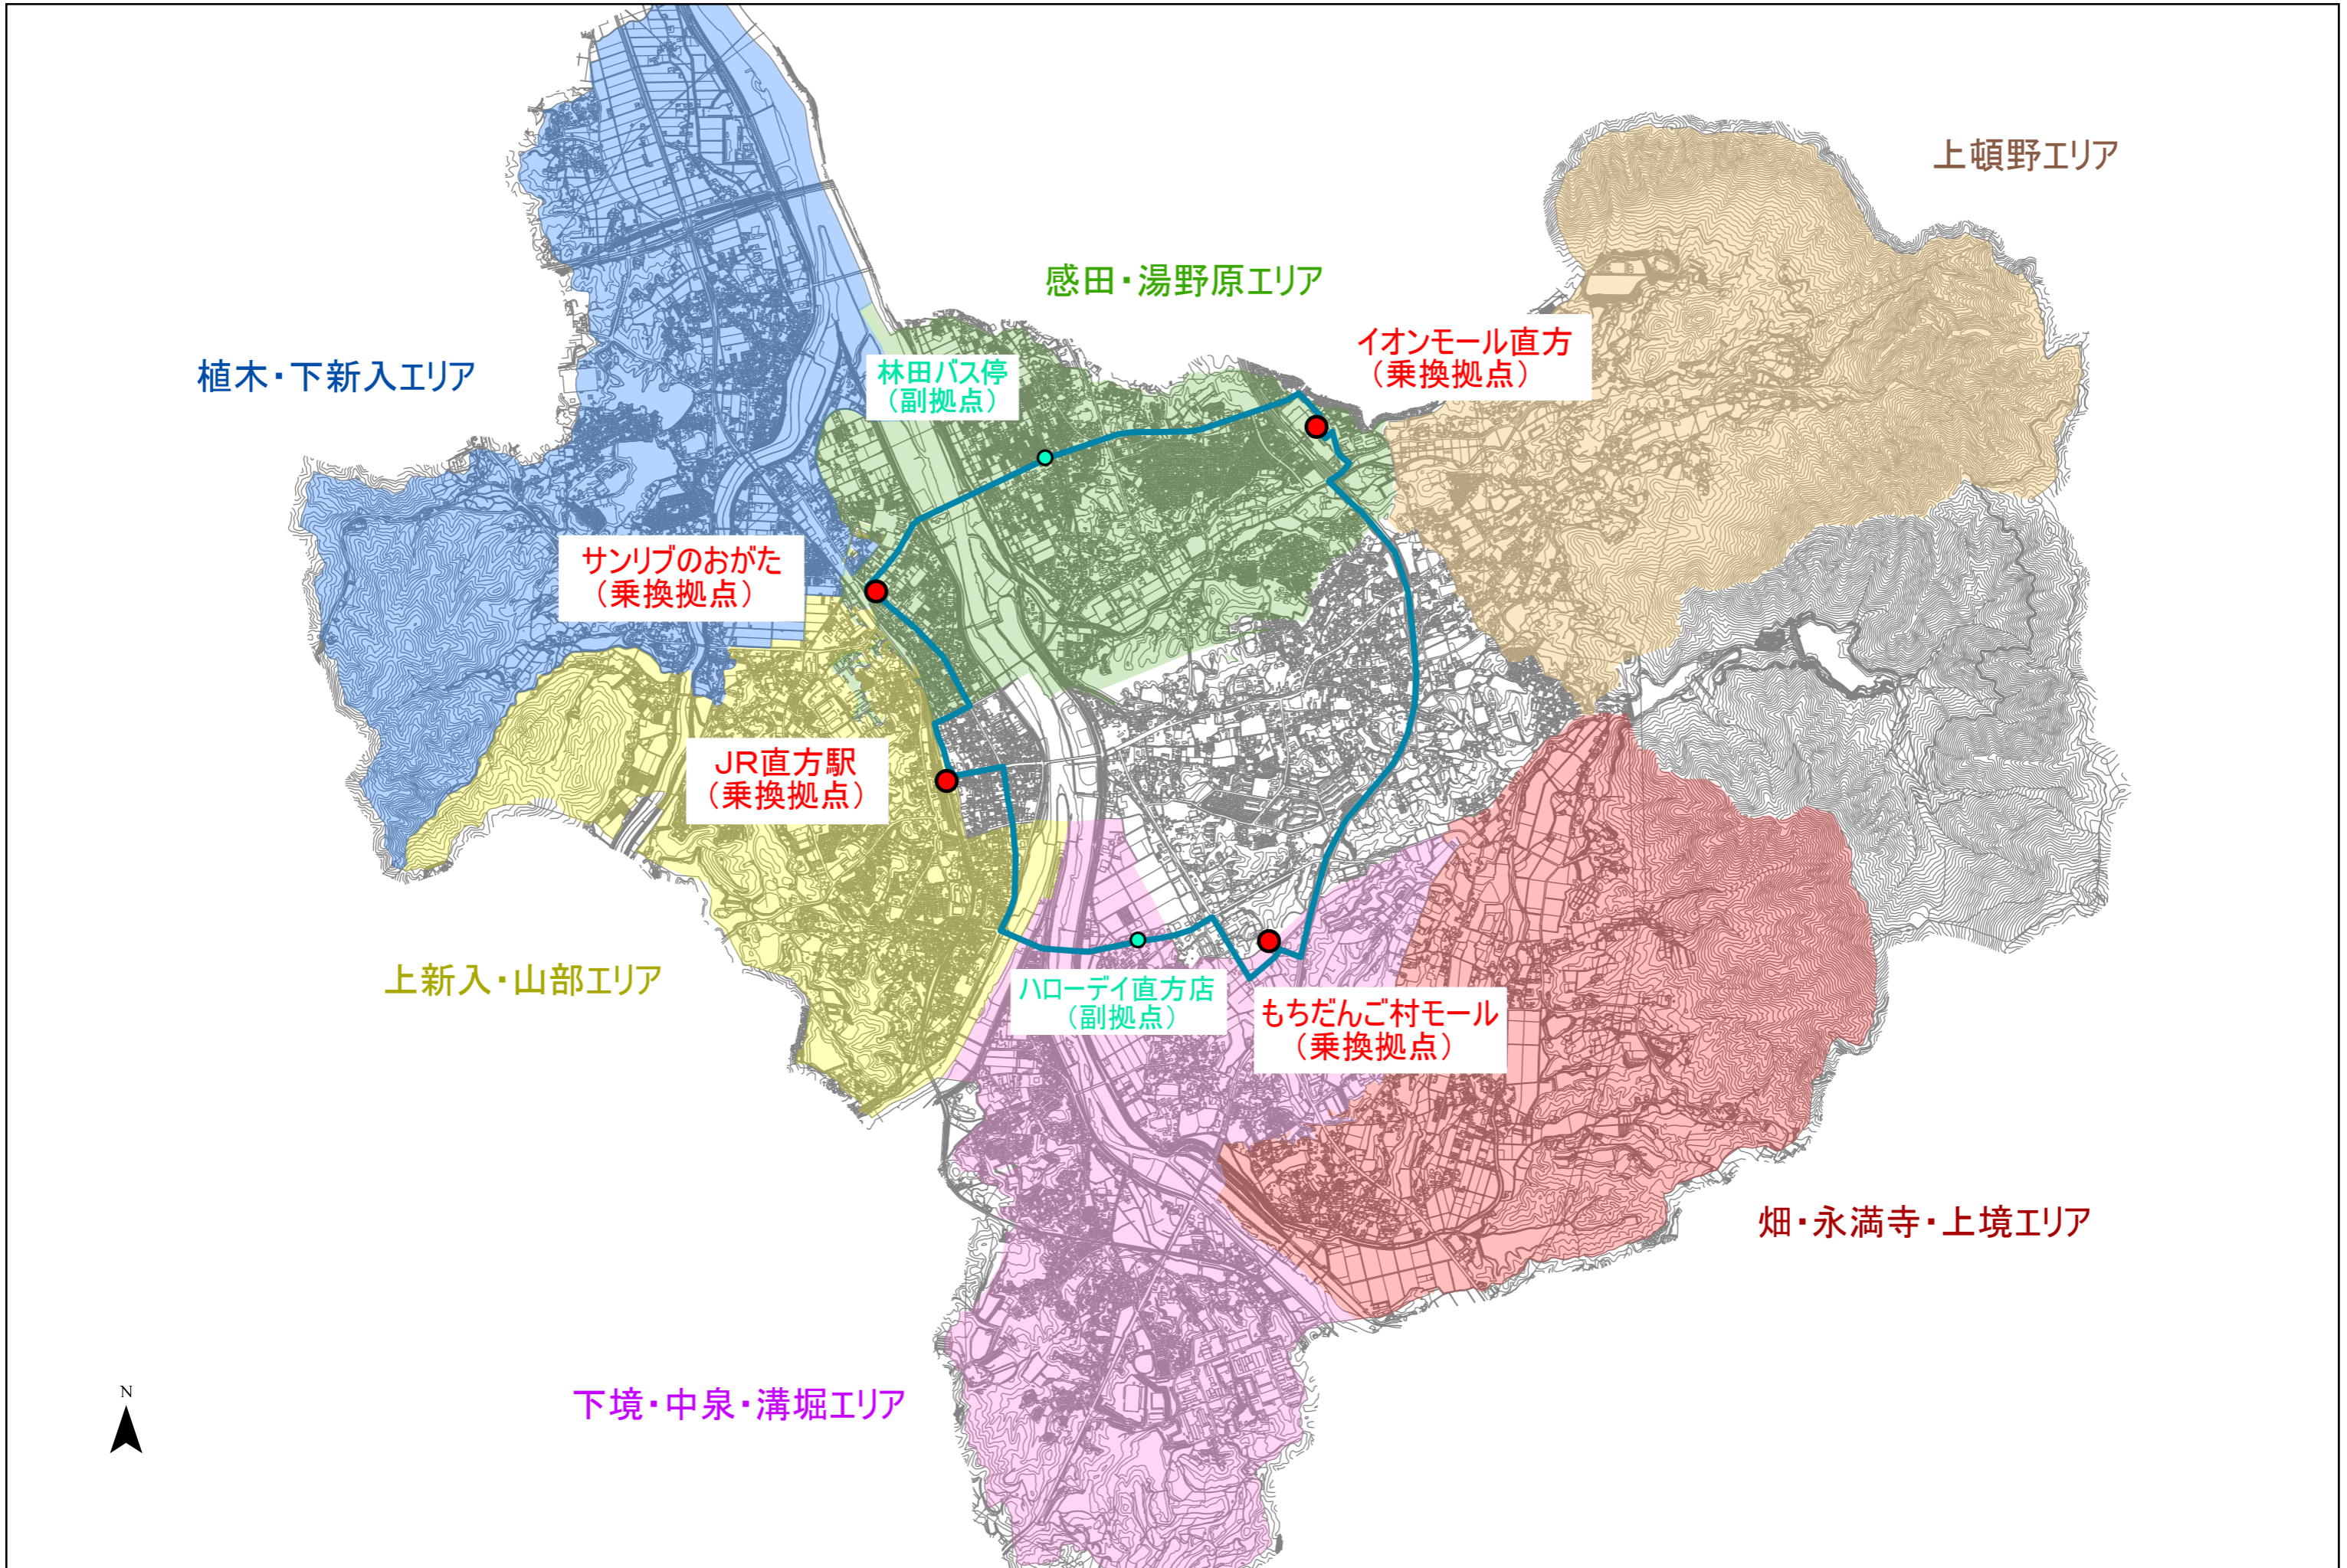 上頓野エリア
感田・湯野原エリア
イオンモール直方
（乗換拠点）
植木・下新入エリア
林田バス停
（副拠点）
サンリブのおがた
（乗換拠点）
JR直方駅
（乗換拠点）
上新入・山部エリア
ハローデイ直方店
（副拠点）
もちだんご村モール
（乗換拠点）
畑・永満寺・上境エリア
下境・中泉・溝堀エリア
N